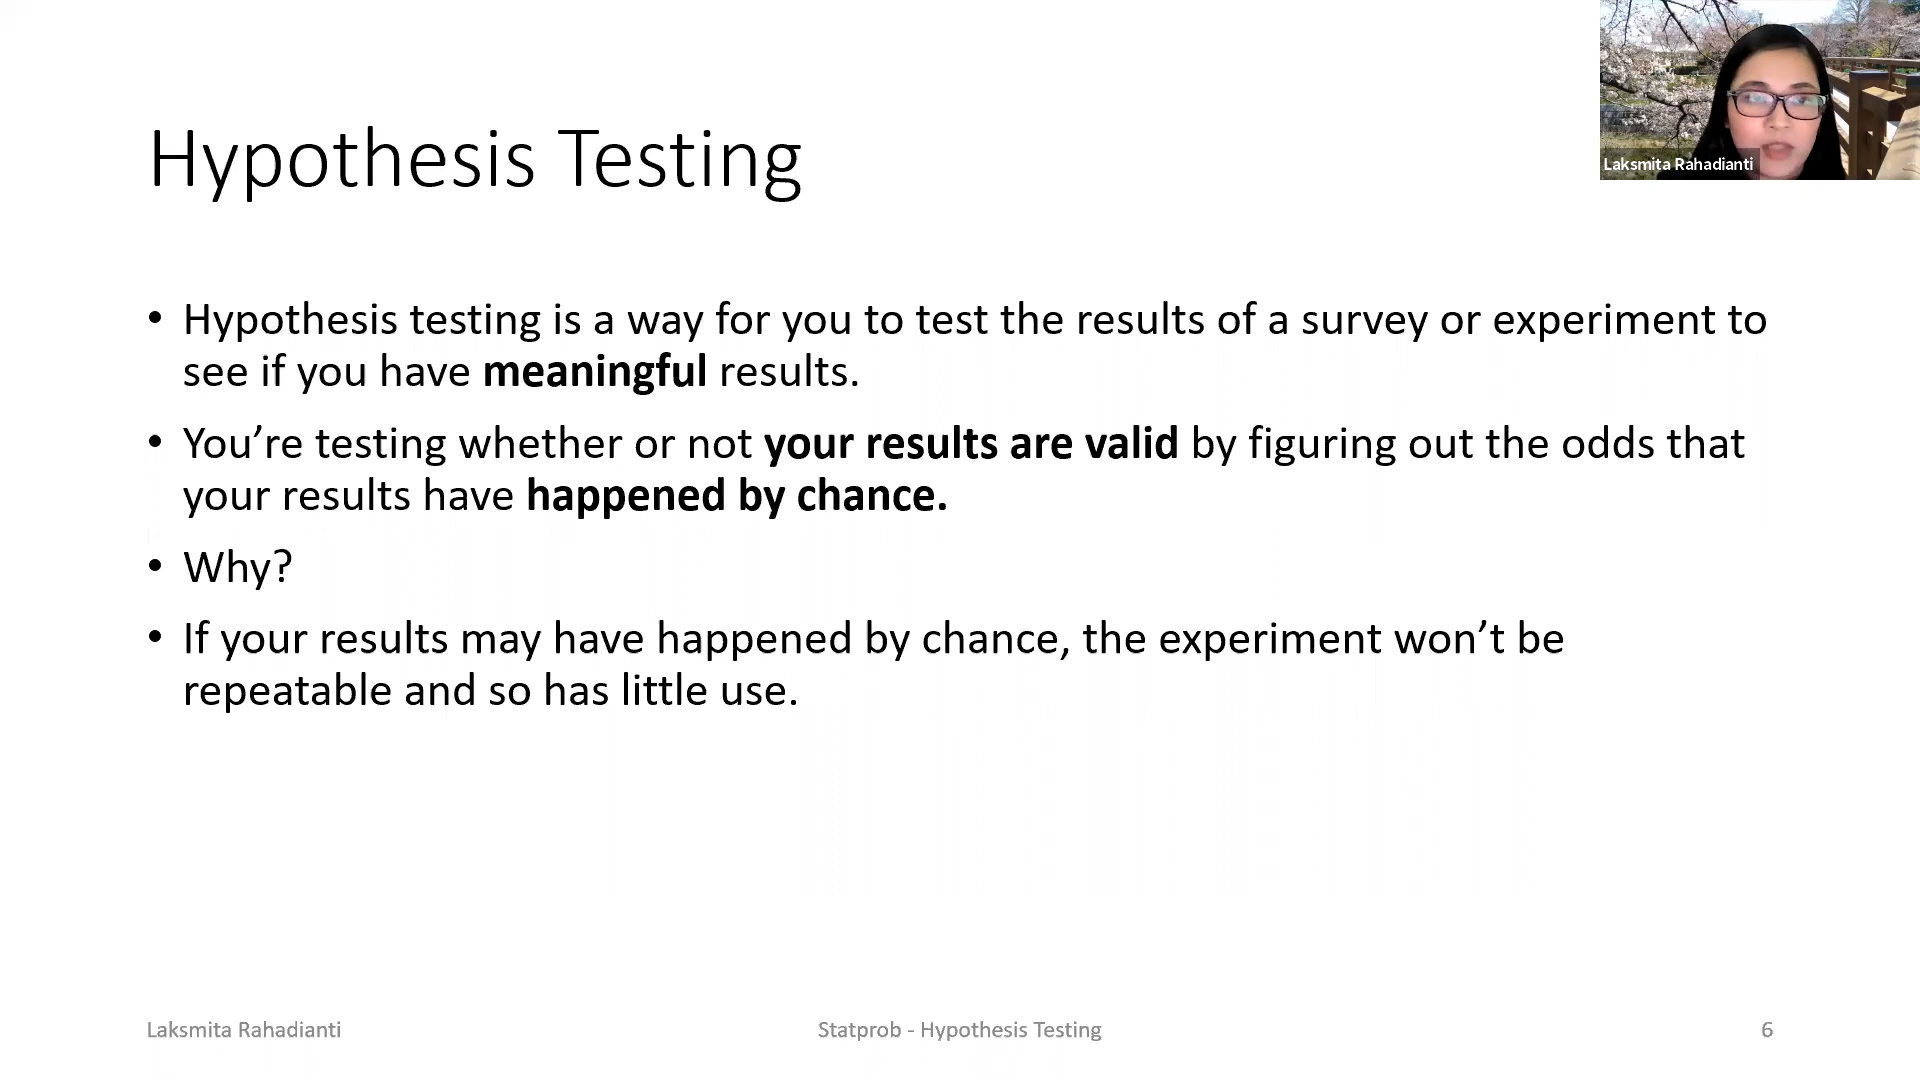 Laksmita Rahadianti
Hypothesis Testing
• Hypothesis testing is a way for you to test the results of a survey or experiment to
see if you have meaningful results.
• You’re testing whether or not your results are valid by figuring out the odds that
your results have happened by chance.
• Why?
• If your results may have happened by chance, the experiment won’t be
repeatable and so has little use.
Laksmita Rahadianti
Statprob - Hypothesis Testing
6